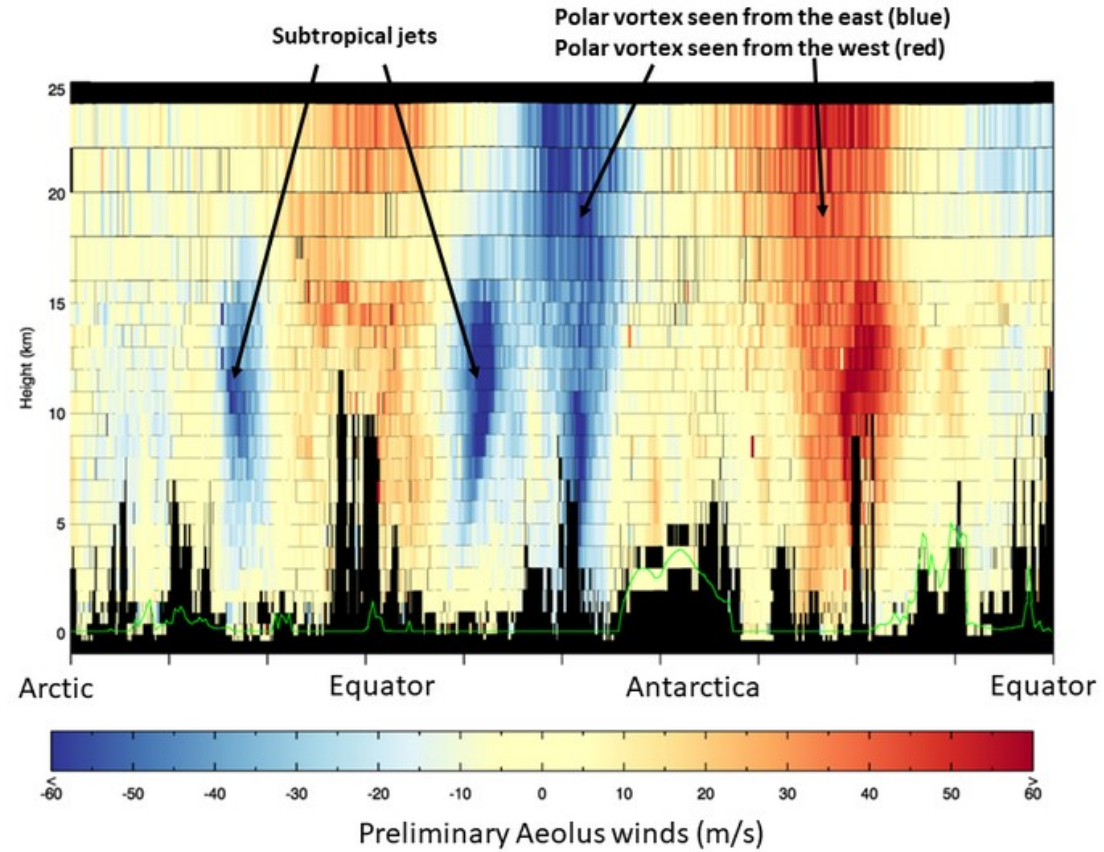 Polar vortex seen from the east (blue)
Subtropical jets
Polar vortex seen from the west (red)
25
20
15
Height (km)
10
5
0
Arctic Equator Antarctica Equator
-60 -50 -40 -30 -20 -10 0 10 20 30 40 50 60
< >
Preliminary Aeolus winds (m/s)